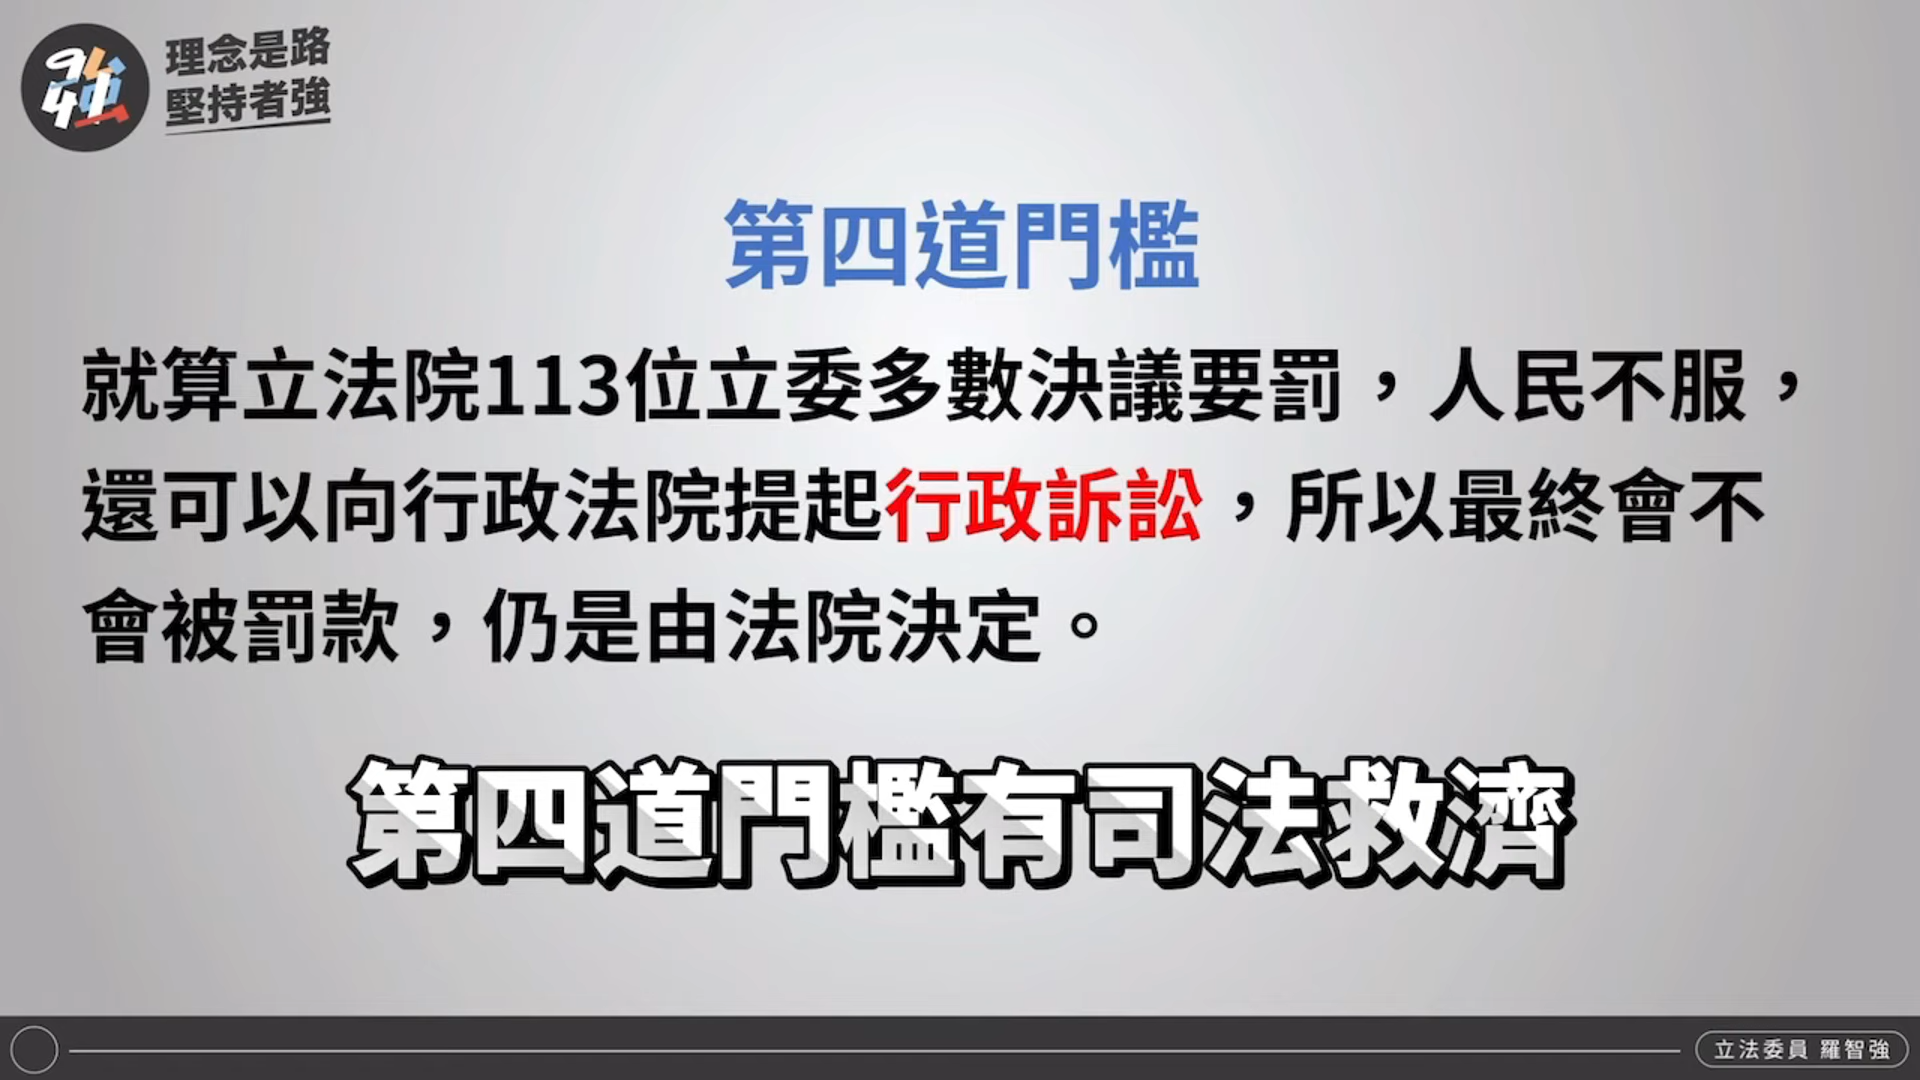 理念是路
堅持者強
第四道門檻
就算立法院113位立委多數決議要罰，人民不服，
還可以向行政法院提起行政訴訟，所以最終會不
會被罰款，仍是由法院決定。
第四道門檻有司法救濟
立法委員 羅智強